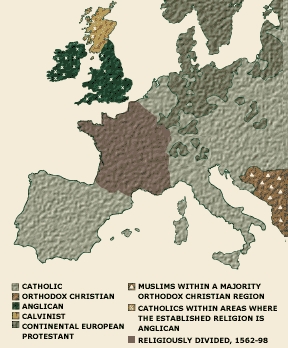 CATHOLIC
ORTHODOX CHRISTIAN
ANGLICAN
CALVINIST
CONTINENTAL EUROPEAN
PROTESTANT
MUSLIMS WITHIN A MAJORITY
ORTHODOX CHRISTIAN REGION
CATHOLICS WITHIN AREAS WHERE
THE ESTABLISHED RELIGION IS
ANGLICAN
RELIGIOUSLY DIVIDED, 1562-98